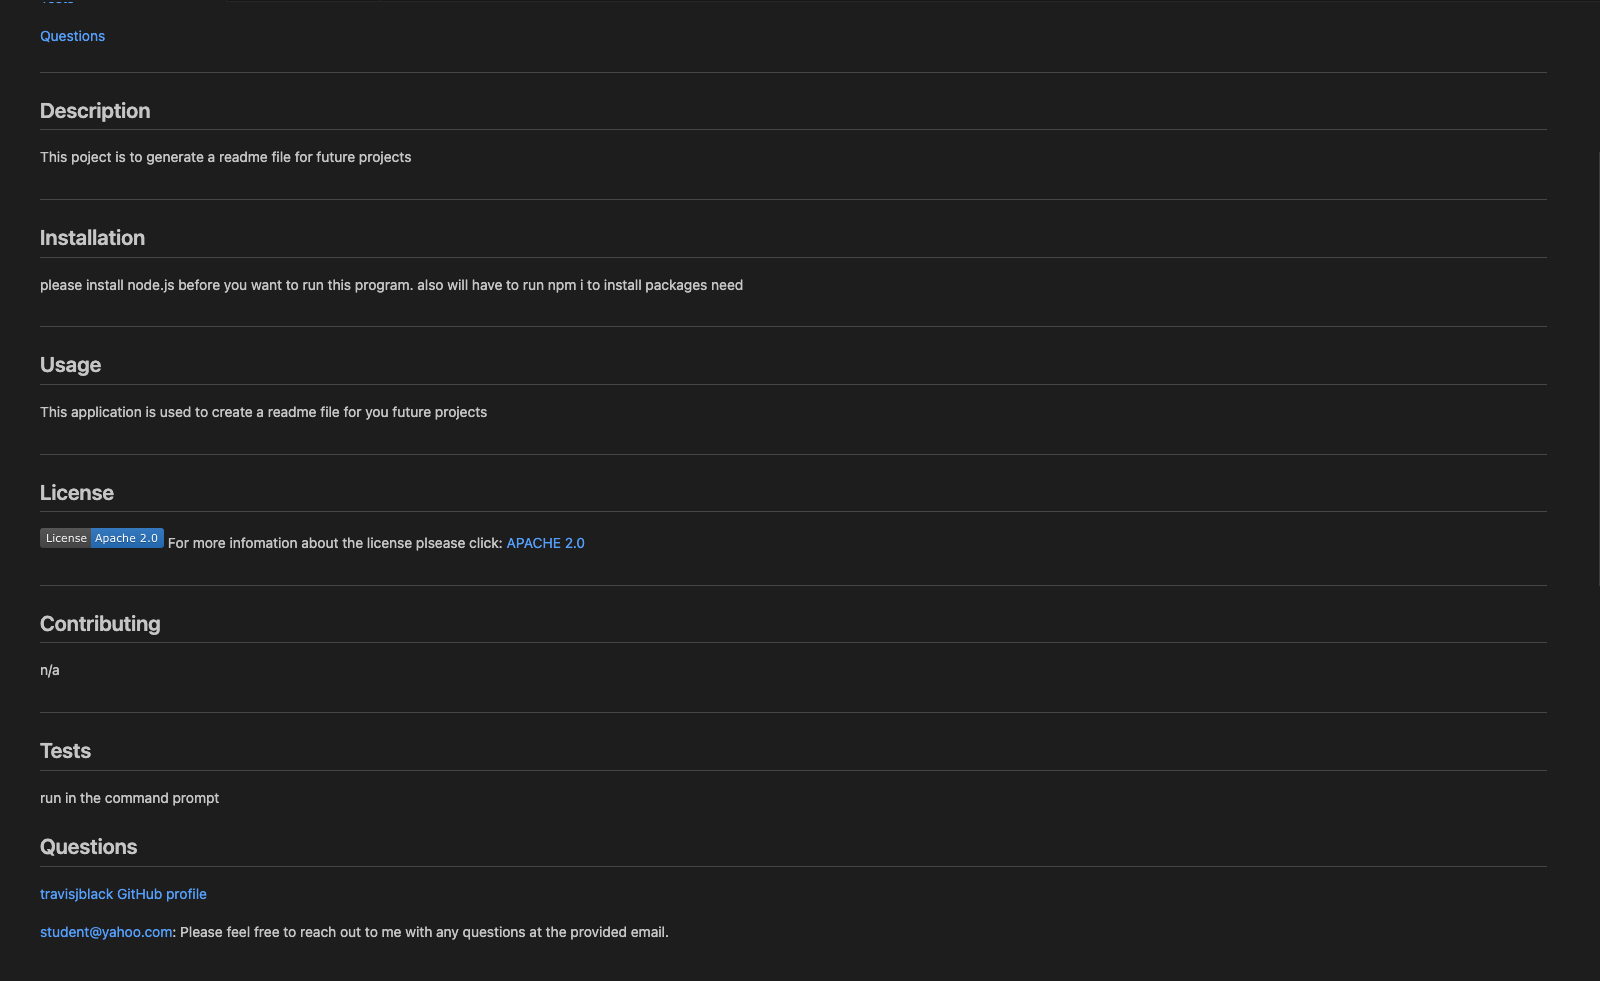 Questions
Description
This poject is to generate a readme file for future projects
Installation
please install node.js before you want to run this program. also will have to run npm i to install packages need
Usage
This application is used to create a readme file for you future projects
License
License Apache 2.0 For more infomation about the license plsease click: APACHE 2.0
Contributing
n/a
Tests
run in the command prompt
Questions
travisjblack GitHub profile
student@yahoo.com: Please feel free to reach out to me with any questions at the provided email.